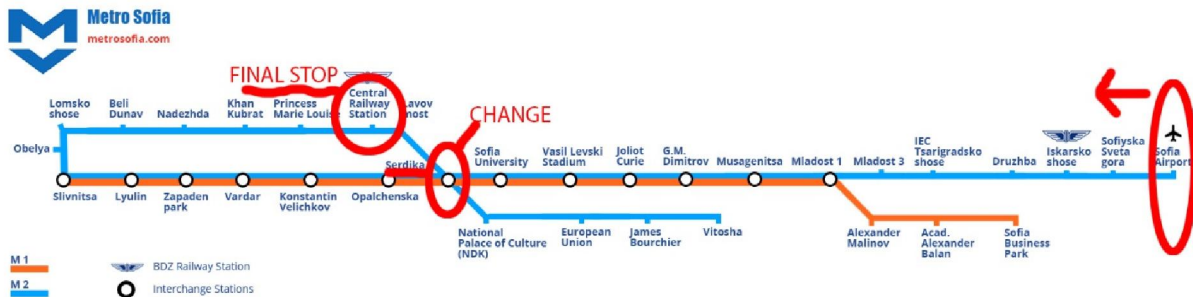 Metro Sofia
metrosofia.com
FINAL STOP
CHANGE
Lomsko
shose
Beli
Dunav
Nadezhda
Khan
Kubrat
Princess
Marie Louise
Central
Railway
Station
Lavov
most
Obelya
Serdika
Sofia
University
Vasil Levski
Stadium
Joliot
Curie
G.M.
Dimitrov
Musagenitsa
Mladost 1
Mladost 3
IEC
Tsarigradsko
shose
Druzhba
Iskarsko
shose
Sofiyska
Sveta
gora
Sofia
Airport
Slivnitsa
Lyulin
Zapaden
park
Vardar
Konstantin
Velichkov
Opalchenska
National
Palace of Culture
(NDK)
European
Union
James
Bourchier
Vitosha
Alexander
Malinov
Acad.
Alexander
Balan
Sofia
Business
Park
M 1
M 2
BDZ Railway Station
Interchange Stations